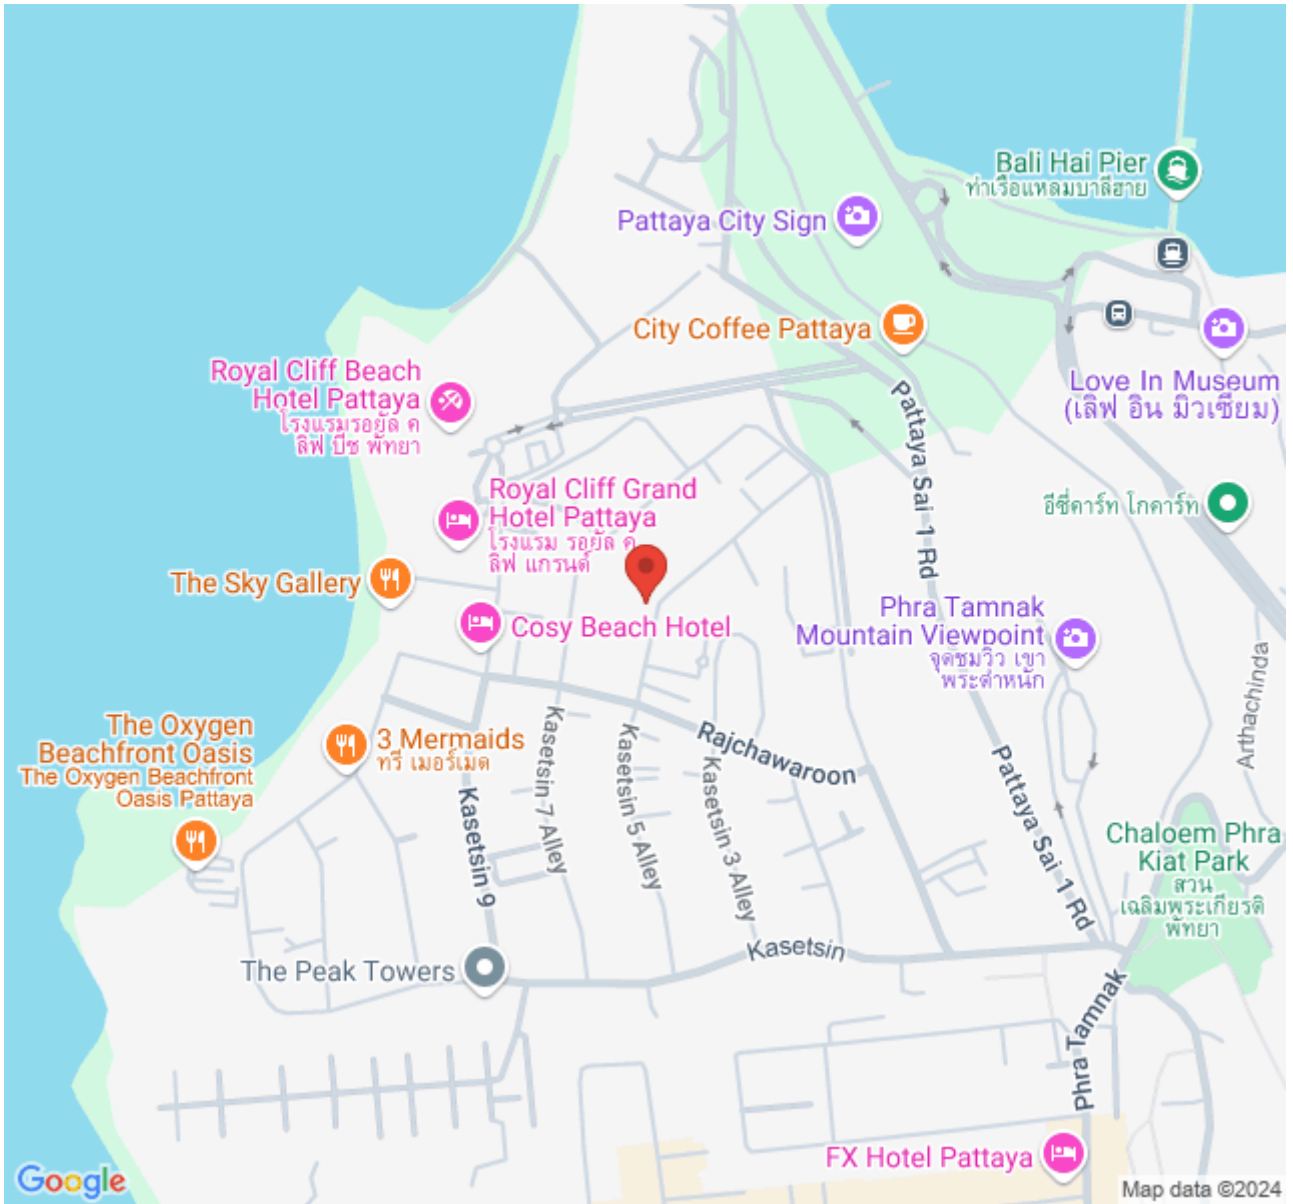 Bali Hai Pier
ท่าเรือแหลมบาลีฮาย
Pattaya City Sign
City Coffee Pattaya
Royal Cliff Beach
Hotel Pattaya
โรงแรมรอยัล ค
ลิฟ บีช พัทยา
Love In Museum
(เลิฟ อิน มิวเซียม)
Pattaya Sai 1 Rd
Royal Cliff Grand
Hotel Pattaya
โรงแรม รอยัล ค
ลิฟ แกรนด์
อีซี่คาร์ท โกคาร์ท
The Sky Gallery
Cosy Beach Hotel
Phra Tamnak
Mountain Viewpoint
จุดชมวิว เขา
พระตำหนัก
Arthachinda
The Oxygen
Beachfront Oasis
The Oxygen Beachfront
Oasis Pattaya
3 Mermaids
ทรี เมอร์เมด
Kasetsin 9
Kasetsin 7 Alley
Kasetsin 5 Alley
Kasetsin 3 Alley
Rajchawaroon
Pattaya Sai 1 Rd
Chaloem Phra
Kiat Park
สวน
เฉลิมพระเกียรติ
พัทยา
The Peak Towers
Kasetsin
Phra Tamnak
FX Hotel Pattaya
Google
Map data ©2024